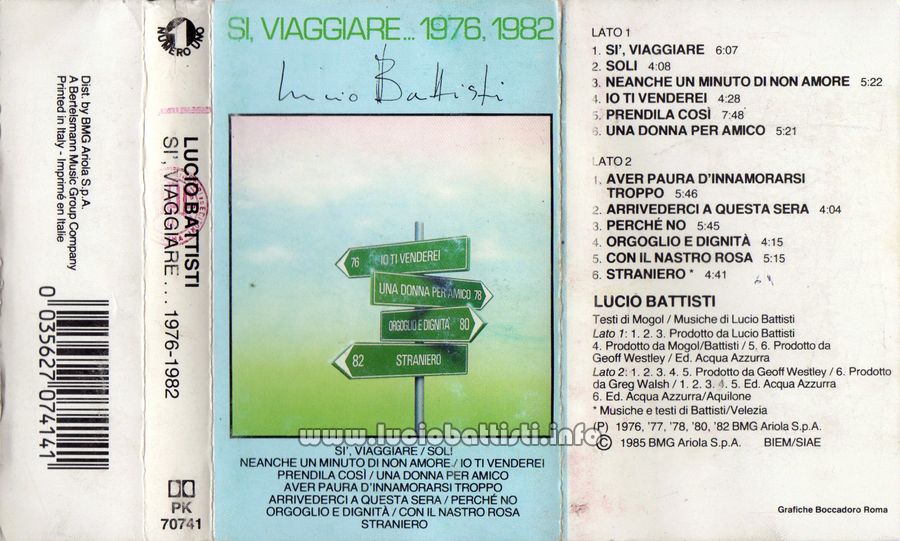 Dist. by BMG Ariola S.p.A.
A Bertelsmann Music Group Company
Printed in Italy - Imprimé en Italie
0 035627 074141
1
NUMERO UNO
LUCIO BATTISTI
SI', VIAGGIARE.... 1976-1982
PK
70741
SI, VIAGGIARE... 1976, 1982
Lucio Battisti
76 IO TI VENDEREI
UNA DONNA PER AMICO 78
ORGOGLIO E DIGNITÀ 80
82 STRANIERO
www.luciobattisti.info
SI', VIAGGIARE / SOLI
NEANCHE UN MINUTO DI NON AMORE / IO TI VENDEREI
PRENDILA COSÌ / UNA DONNA PER AMICO
AVER PAURA D'INNAMORARSI TROPPO
ARRIVEDERCI A QUESTA SERA / PERCHÉ NO
ORGOGLIO E DIGNITÀ / CON IL NASTRO ROSA
STRANIERO
LATO 1
1. SI', VIAGGIARE 6:07
2. SOLI 4:08
3. NEANCHE UN MINUTO DI NON AMORE 5:22
4. IO TI VENDEREI 4:28
5. PRENDILA COSÌ 7:48
6. UNA DONNA PER AMICO 5:21
LATO 2
1. AVER PAURA D'INNAMORARSI
TROPPO 5:46
2. ARRIVEDERCI A QUESTA SERA 4:04
3. PERCHÉ NO 5:45
4. ORGOGLIO E DIGNITÀ 4:15
5. CON IL NASTRO ROSA 5:15
6. STRANIERO * 4:41
LUCIO BATTISTI
Testi di Mogol / Musiche di Lucio Battisti
Lato 1: 1. 2. 3. Prodotto da Lucio Battisti
4. Prodotto da Mogol/Battisti / 5. 6. Prodotto da
Geoff Westley / Ed. Acqua Azzurra
Lato 2: 1. 2. 3. 4. 5. Prodotto da Geoff Westley / 6. Prodotto
da Greg Walsh / 1. 2. 3. 4. 5. Ed. Acqua Azzurra
6. Ed. Acqua Azzurra/Aquilone
* Musiche e testi di Battisti/Velezia
(P) 1976, '77, '78, '80, '82 BMG Ariola S.p.A.
© 1985 BMG Ariola S.p.A. BIEM/SIAE
Grafiche Boccadoro Roma